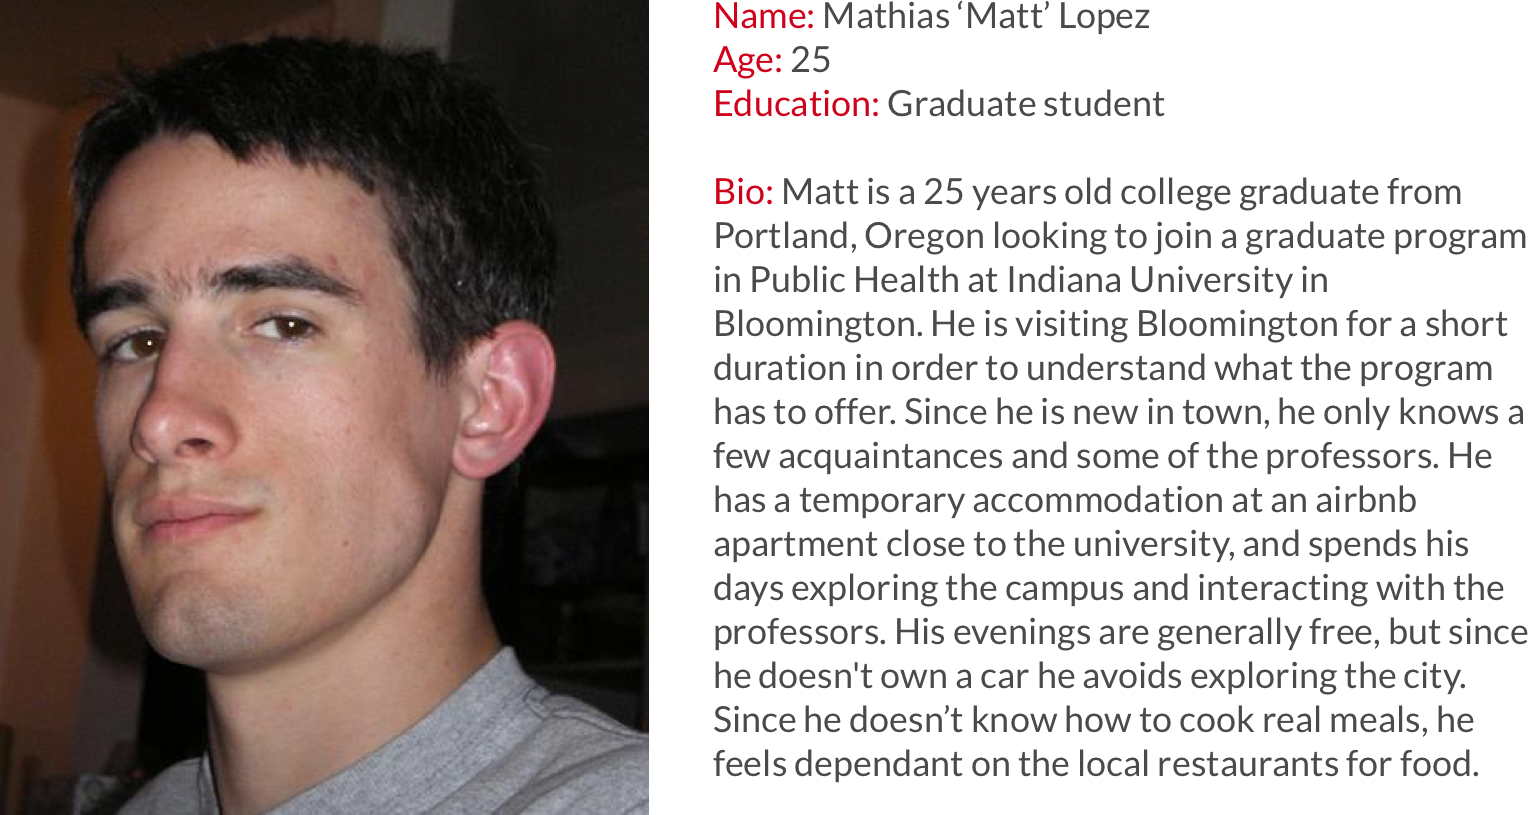 Name: Mathias ‘Matt’ Lopez
Age: 25
Education: Graduate student
Bio: Matt is a 25 years old college graduate from
Portland, Oregon looking to join a graduate program
in Public Health at Indiana University in
Bloomington. He is visiting Bloomington for a short
duration in order to understand what the program
has to offer. Since he is new in town, he only knows a
few acquaintances and some of the professors. He
has a temporary accommodation at an airbnb
apartment close to the university, and spends his
days exploring the campus and interacting with the
professors. His evenings are generally free, but since
he doesn't own a car he avoids exploring the city.
Since he doesn’t know how to cook real meals, he
feels dependant on the local restaurants for food.